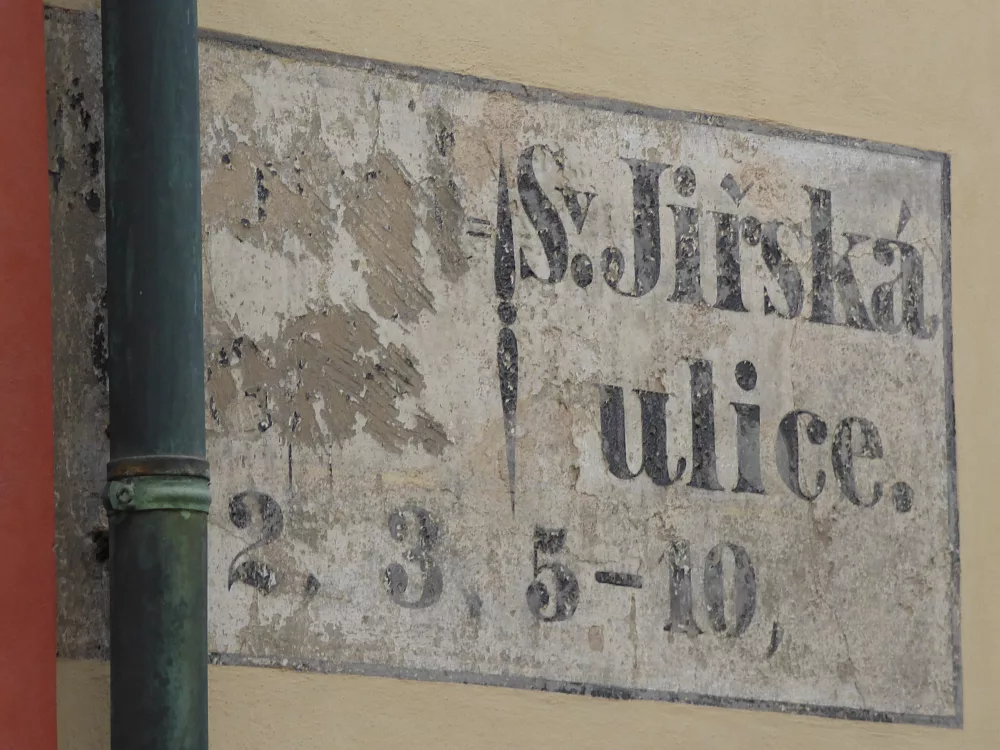 Sv. Jiřská
ulice.
2, 3, 5-10,